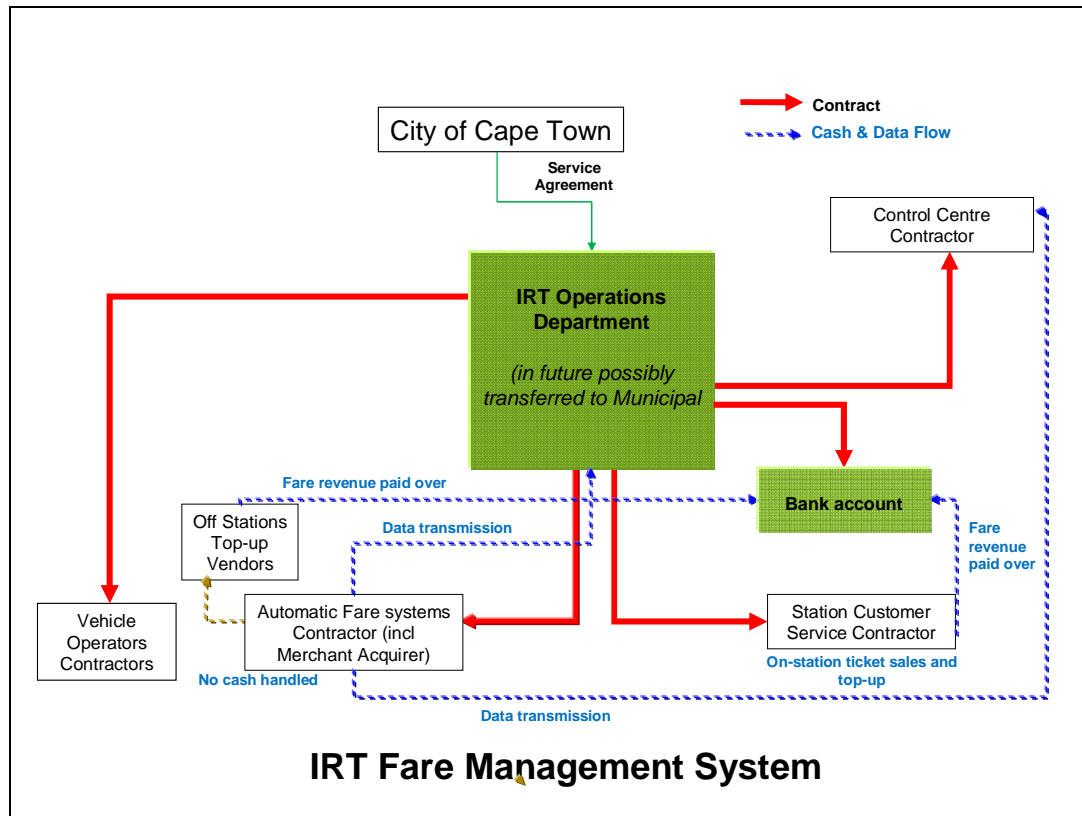 Contract
Cash & Data Flow
City of Cape Town
Service
Agreement
Control Centre
Contractor
IRT Operations
Department
(in future possibly
transferred to Municipal
Fare revenue paid over
Bank account
Off Stations
Top-up
Vendors
Data transmission
Fare
revenue
paid over
Vehicle
Operators
Contractors
Automatic Fare systems
Contractor (incl
Merchant Acquirer)
Station Customer
Service Contractor
No cash handled
On-station ticket sales and
top-up
Data transmission
IRT Fare Management System